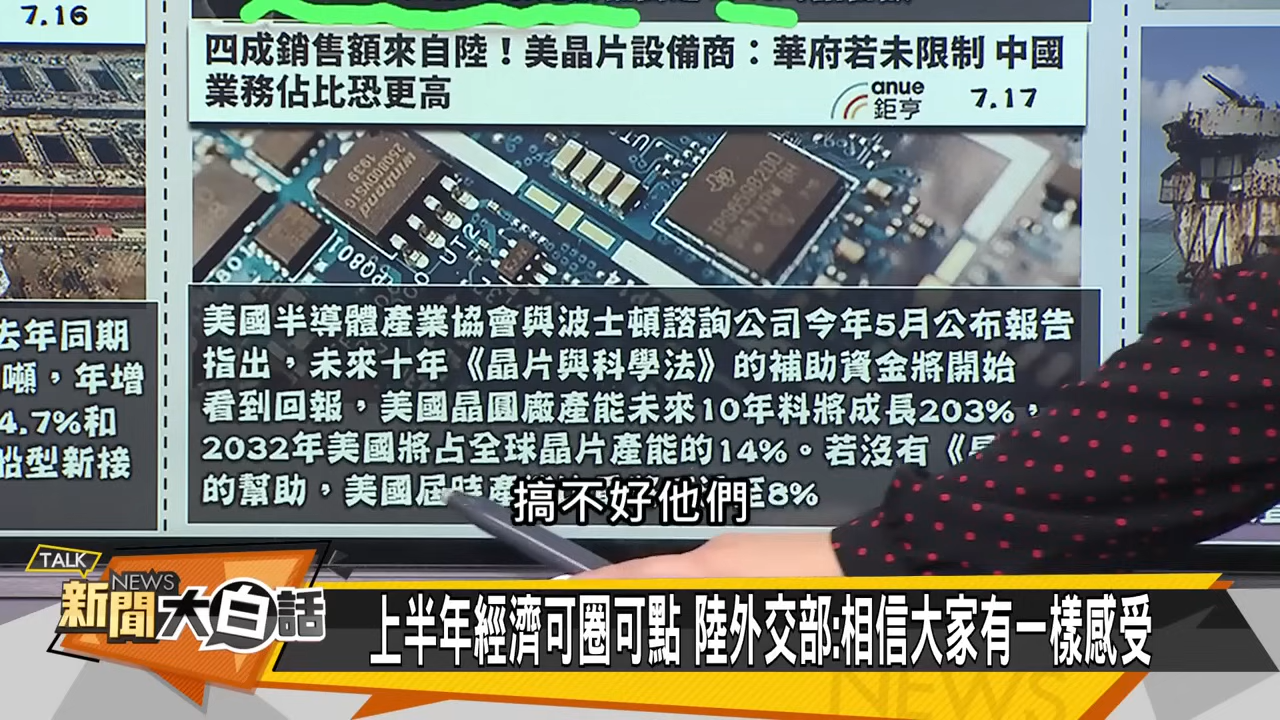 7.16
四成銷售額來自陸！美晶片設備商：華府若未限制 中國
業務佔比恐更高
anue
鉅亨
7.17
去年同期
噸，年增
4.7%和
船型新接
美國半導體產業協會與波士頓諮詢公司今年5月公布報告
指出，未來十年《晶片與科學法》的補助資金將開始
看到回報，美國晶圓廠產能未來10年料將成長203%，
2032年美國將占全球晶片產能的14%。若沒有《
的幫助，美國屆時產 至8%
搞不好他們
TALK
NEWS
新聞大白話
上半年經濟可圈可點 陸外交部:相信大家有一樣感受
NEWS